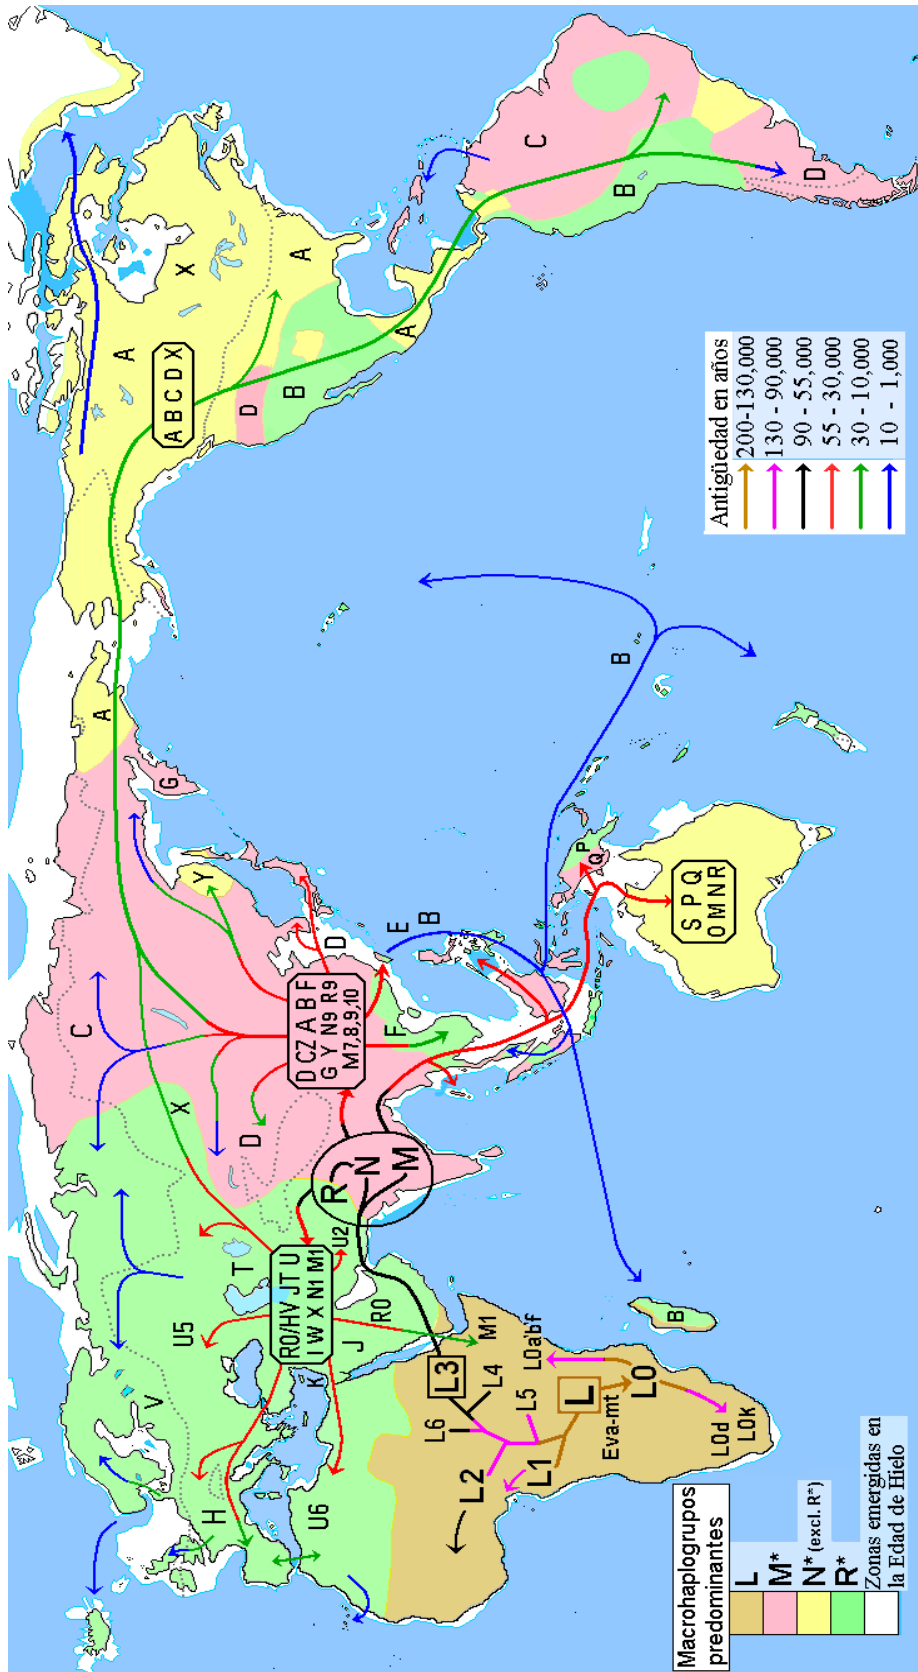 A
X
A
A B C D X
D
B
A
C
B
D
A
G
C
Y
X
D
D
D CZ A B F
G Y N9 R9
M7,8,9,10
F
E
B
B
P
Q
S P Q
O M N R
R
N
M
T
U5
V
H
R0/HV JT U
I W X N1 M1
U2
K
J
R0
U6
M1
L3
L4
L6
L5
L2
L1
L
Eva-mt
L0
L0abf
L0d
L0k
B
Macrohaplogrupos
predominantes
L
M*
N* (excl. R*)
R*
Zonas emergidas en
la Edad de Hielo
Antigüedad en años
200-130,000
130 - 90,000
90 - 55,000
55 - 30,000
30 - 10,000
10 - 1,000